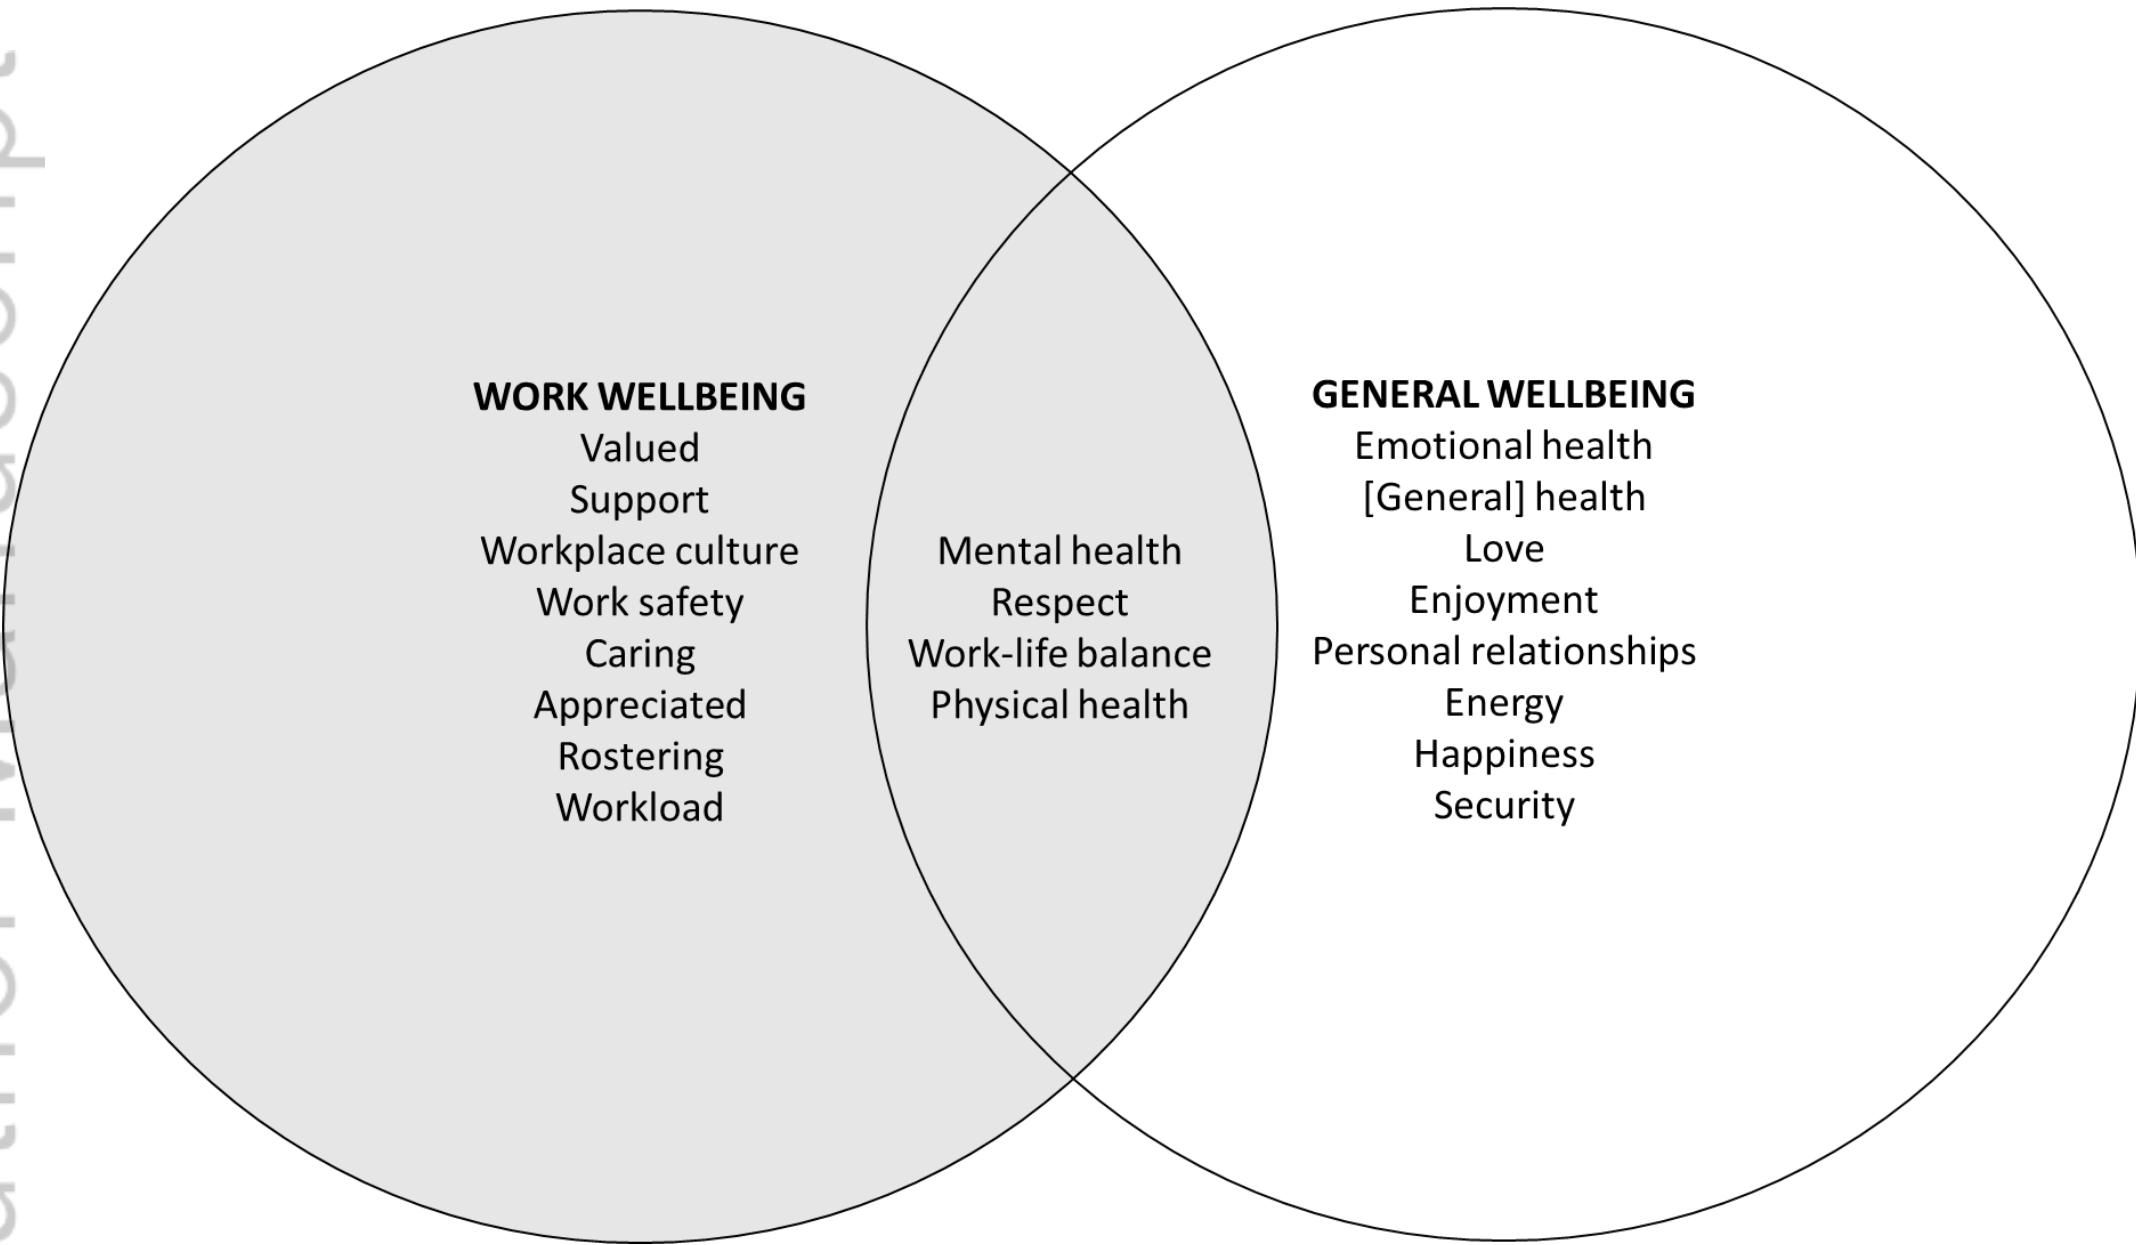 WORK WELLBEING
Valued
Support
Workplace culture
Work safety
Caring
Appreciated
Rostering
Workload
Mental health
Respect
Work-life balance
Physical health
GENERAL WELLBEING
Emotional health
[General] health
Love
Enjoyment
Personal relationships
Energy
Happiness
Security